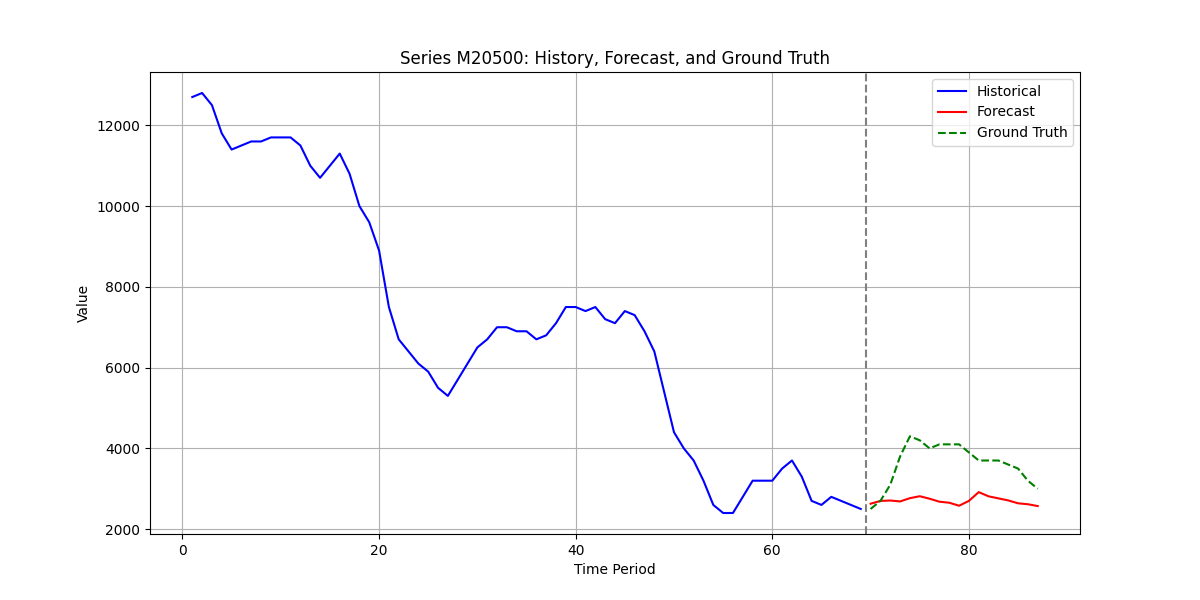 Series M20500: History, Forecast, and Ground Truth
Historical
Forecast
Ground Truth
12000
10000
8000
6000
4000
2000
Value
0
20
40
60
80
Time Period